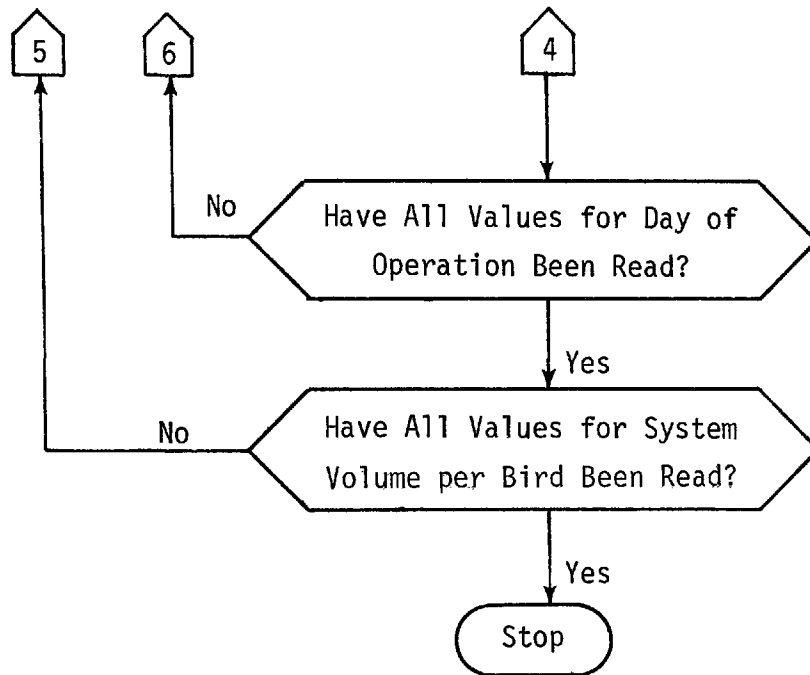 5
6
4
No
Have All Values for Day of
Operation Been Read?
Yes
No
Have All Values for System
Volume per Bird Been Read?
Yes
Stop